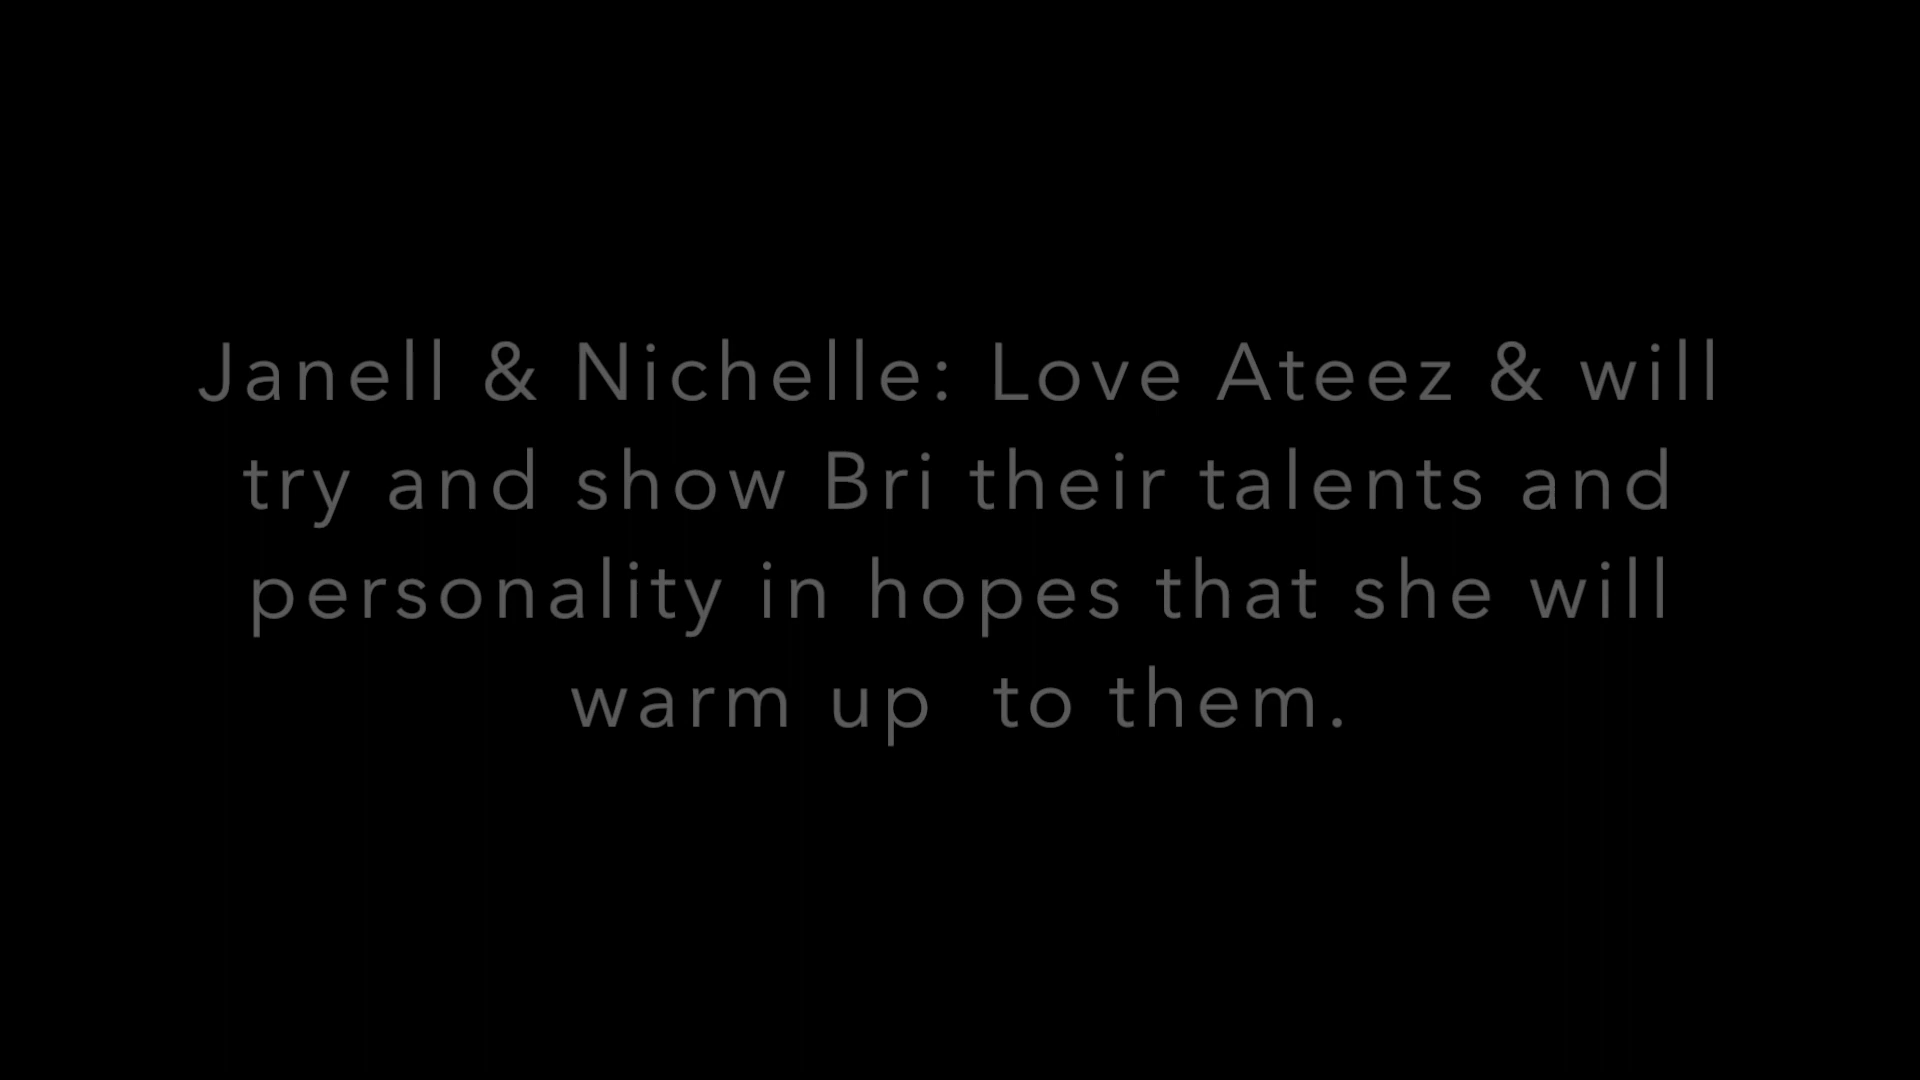 Janell & Nichelle: Love Ateez & will
try and show Bri their talents and
personality in hopes that she will
warm up  to them.